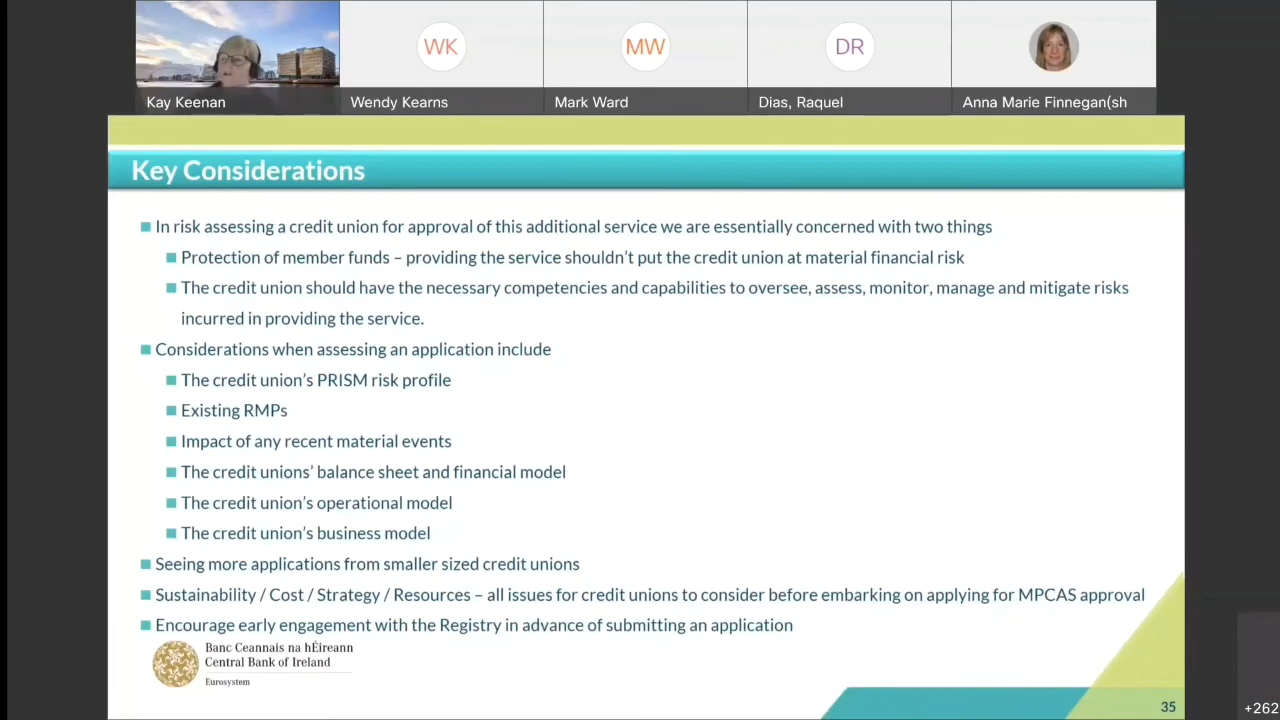 WK
MW
DR
Kay Keenan
Wendy Kearns
Mark Ward
Dias, Raquel
Anna Marie Finnegan(sh
Key Considerations
In risk assessing a credit union for approval of this additional service we are essentially concerned with two things
Protection of member funds – providing the service shouldn't put the credit union at material financial risk
The credit union should have the necessary competencies and capabilities to oversee, assess, monitor, manage and mitigate risks
incurred in providing the service.
Considerations when assessing an application include
The credit union's PRISM risk profile
Existing RMPs
Impact of any recent material events
The credit unions' balance sheet and financial model
The credit union's operational model
The credit union's business model
Seeing more applications from smaller sized credit unions
Sustainability / Cost / Strategy / Resources – all issues for credit unions to consider before embarking on applying for MPCAS approval
Encourage early engagement with the Registry in advance of submitting an application
Banc Ceannais na hÉireann
Central Bank of Ireland
Eurosystem
35
+262